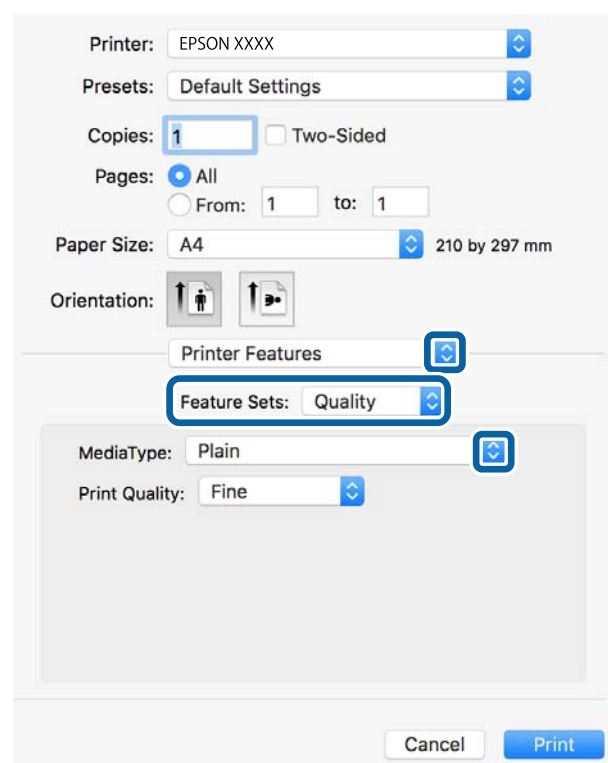 Printer: EPSON XXXX
Presets: Default Settings
Copies: 1 Two-Sided
Pages: All
From: 1 to: 1
Paper Size: A4 210 by 297 mm
Orientation:
Printer Features
Feature Sets: Quality
MediaType: Plain
Print Quality: Fine
Cancel Print